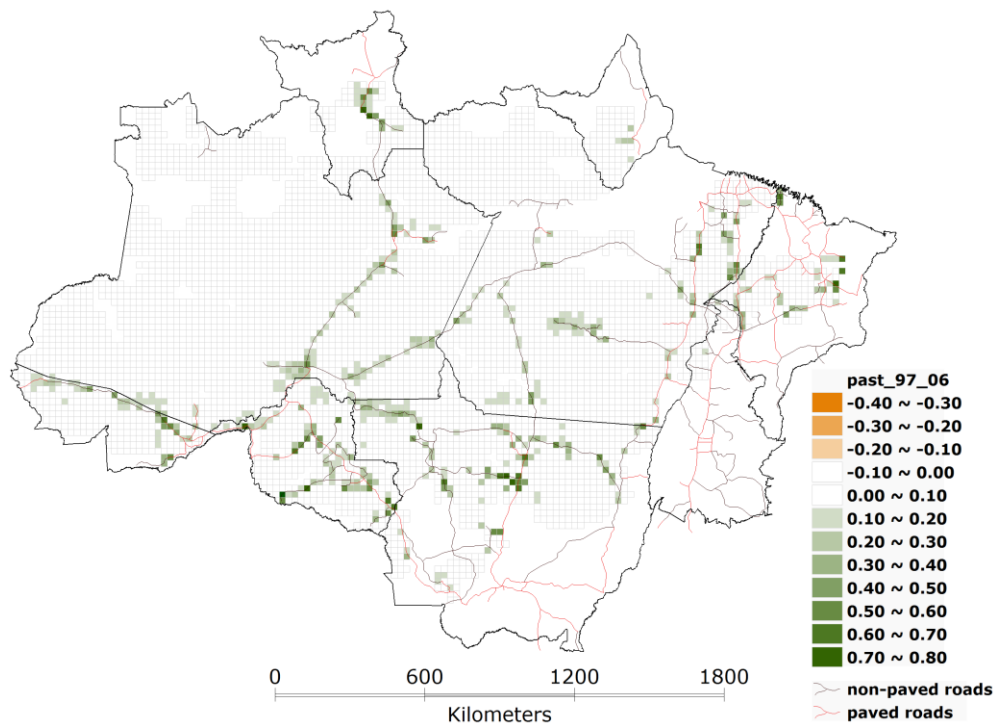 past_97_06
-0.40 ~ -0.30
-0.30 ~ -0.20
-0.20 ~ -0.10
-0.10 ~ 0.00
0.00 ~ 0.10
0.10 ~ 0.20
0.20 ~ 0.30
0.30 ~ 0.40
0.40 ~ 0.50
0.50 ~ 0.60
0.60 ~ 0.70
0.70 ~ 0.80
non-paved roads
paved roads
0 600 1200 1800
Kilometers